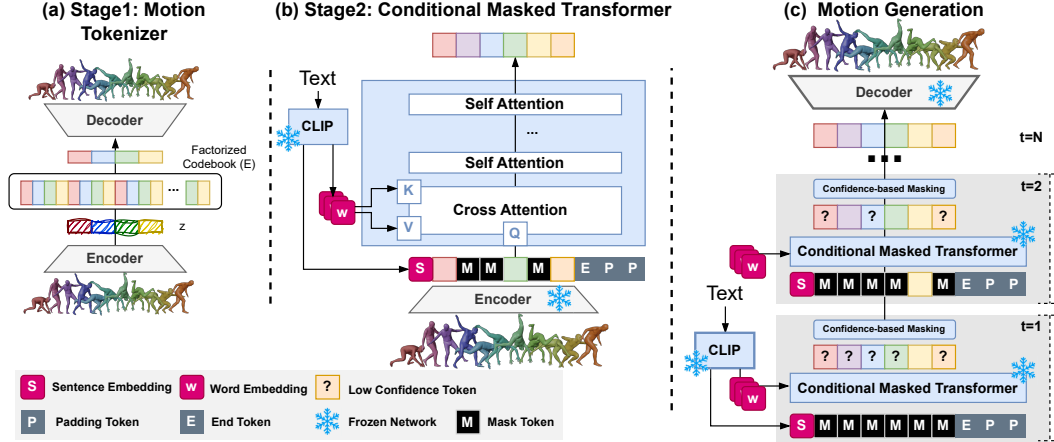 (a) Stage1: Motion
Tokenizer
Decoder
Factorized
Codebook (E)
...
z
Encoder
(b) Stage2: Conditional Masked Transformer
Text
CLIP
Self Attention
...
Self Attention
w
K
V
Cross Attention
Q
S M M M E P P
Encoder
(c) Motion Generation
Decoder
t=N
...
Confidence-based Masking
t=2
? ? ?
Conditional Masked Transformer
w
S M M M M M E P P
Text
Confidence-based Masking
t=1
? ? ? ? ?
CLIP
Conditional Masked Transformer
w
S M M M M M M E P P
S Sentence Embedding
w Word Embedding
? Low Confidence Token
P Padding Token
E End Token
Frozen Network
M Mask Token